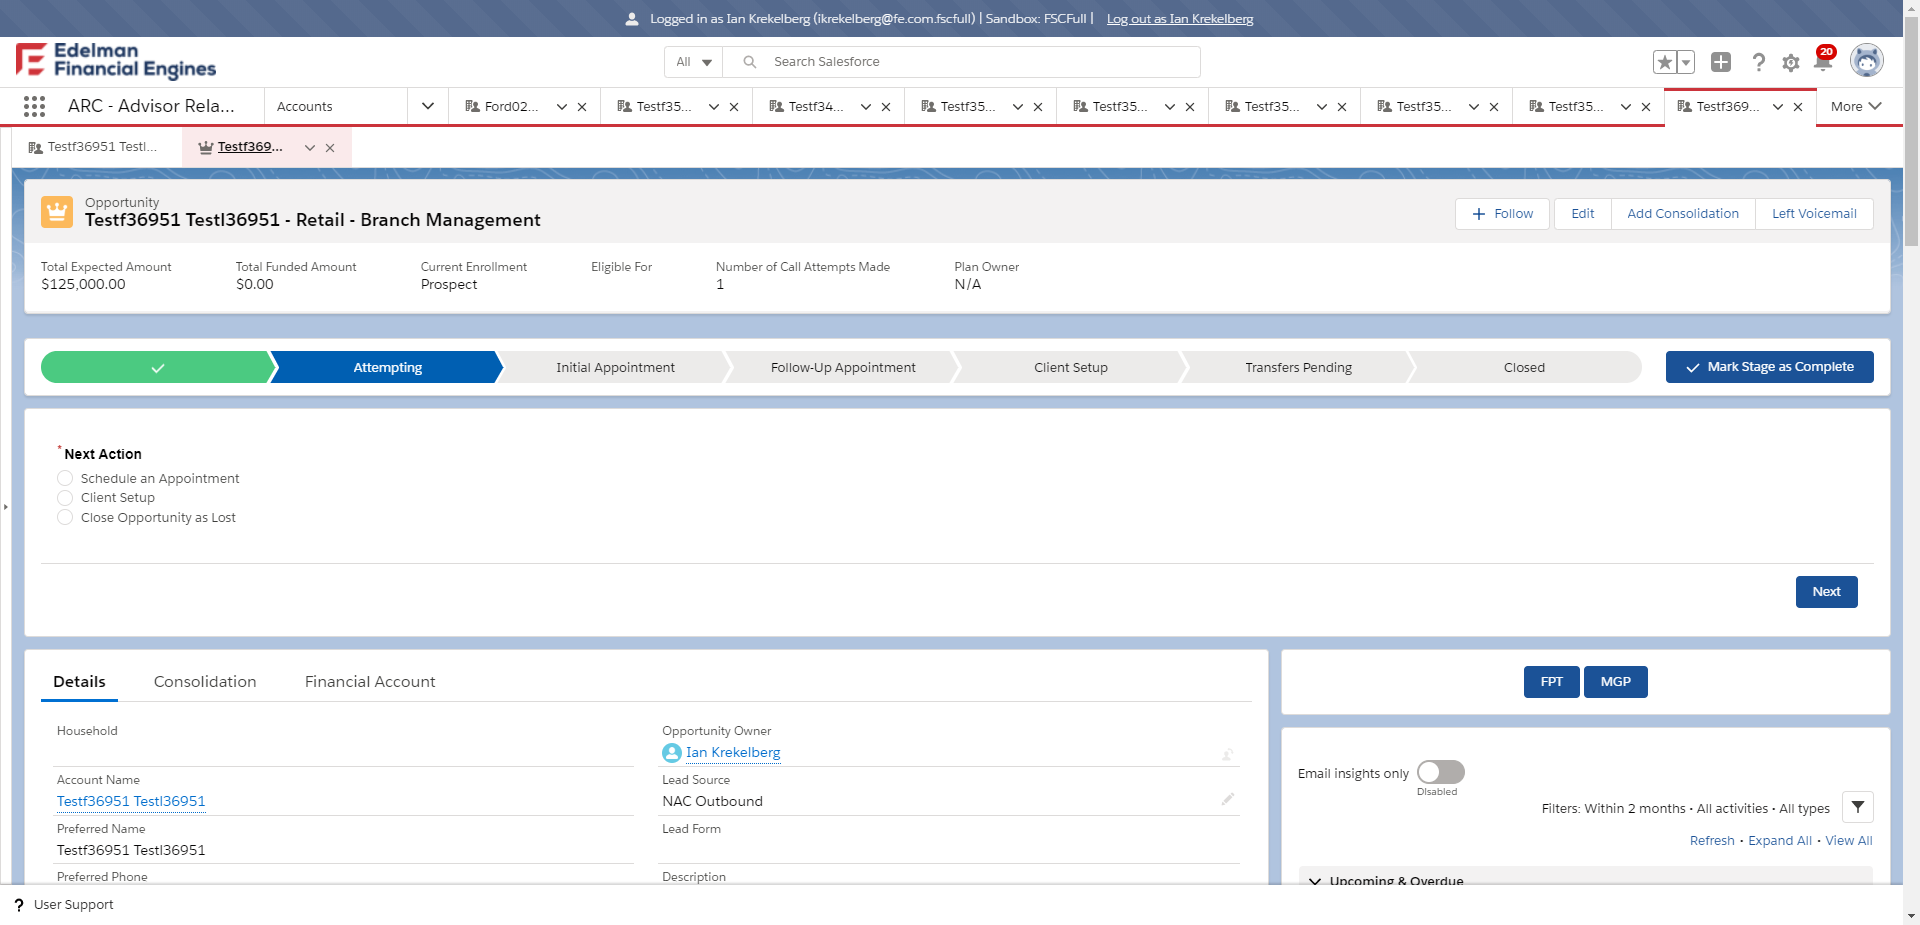 Logged in as Ian Krekelberg (ikrekelberg@fe.com.fscfull) | Sandbox: FSCFull | Log out as Ian Krekelberg
Edelman
Financial Engines
All
Search Salesforce
20
ARC - Advisor Rela...
Accounts
Ford02...
Testf35...
Testf34...
Testf35...
Testf35...
Testf35...
Testf35...
Testf35...
Testf369...
More
Testf36951 Testl...
Testf369...
Opportunity
Testf36951 Testl36951 - Retail - Branch Management
Follow
Edit
Add Consolidation
Left Voicemail
Total Expected Amount
$125,000.00
Total Funded Amount
$0.00
Current Enrollment
Prospect
Eligible For
Number of Call Attempts Made
1
Plan Owner
N/A
Attempting
Initial Appointment
Follow-Up Appointment
Client Setup
Transfers Pending
Closed
Mark Stage as Complete
* Next Action
Schedule an Appointment
Client Setup
Close Opportunity as Lost
Next
Details
Consolidation
Financial Account
FPT
MGP
Household
Opportunity Owner
Ian Krekelberg
Account Name
Testf36951 Testl36951
Lead Source
NAC Outbound
Preferred Name
Testf36951 Testl36951
Lead Form
Preferred Phone
Description
Email insights only
Disabled
Filters: Within 2 months • All activities • All types
Refresh • Expand All • View All
Upcoming & Overdue
? User Support